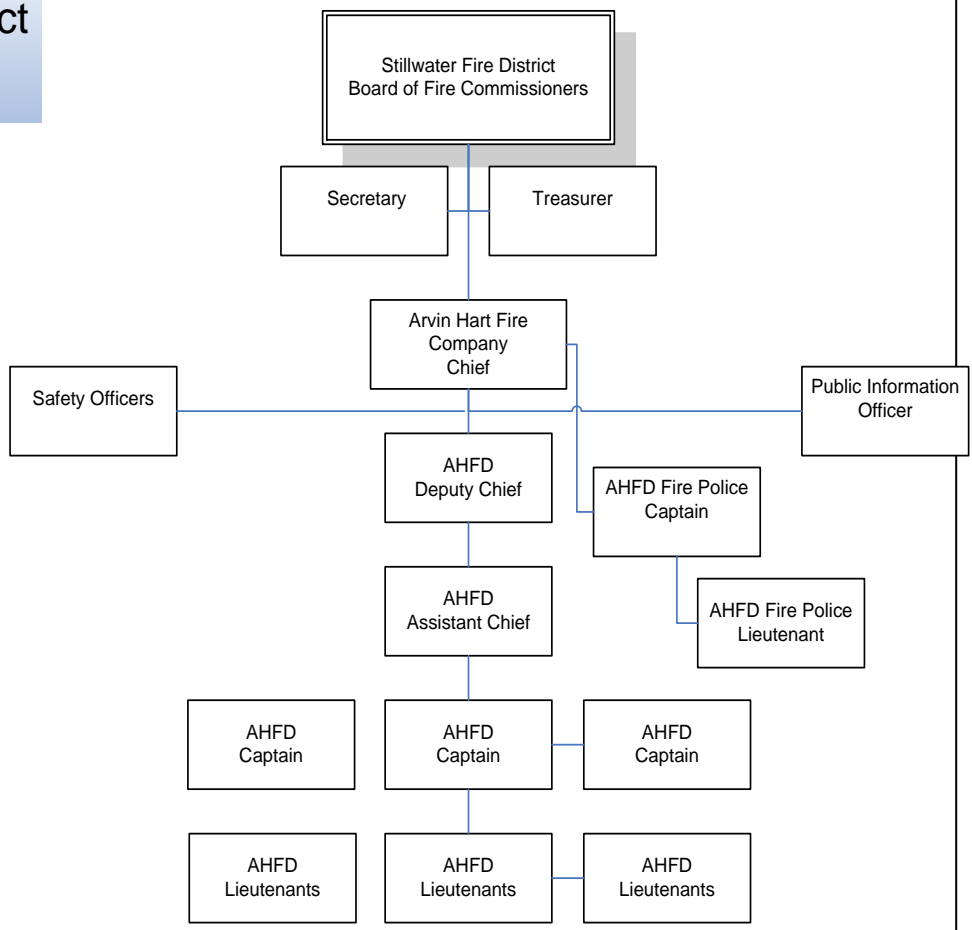 ct
Stillwater Fire District
Board of Fire Commissioners
Secretary
Treasurer
Arvin Hart Fire
Company
Chief
Safety Officers
Public Information
Officer
AHFD
Deputy Chief
AHFD Fire Police
Captain
AHFD
Assistant Chief
AHFD Fire Police
Lieutenant
AHFD
Captain
AHFD
Captain
AHFD
Captain
AHFD
Lieutenants
AHFD
Lieutenants
AHFD
Lieutenants